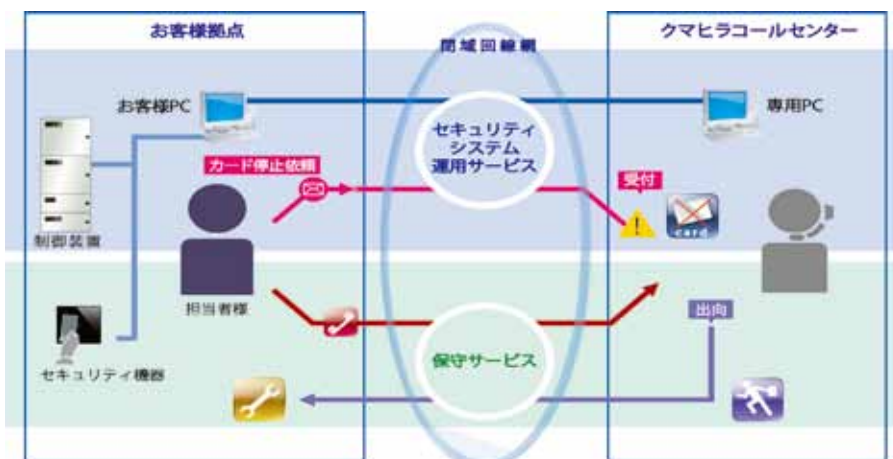 お客様拠点
閉域回線網
クマヒラコールセンター
お客様PC
専用PC
セキュリティ
システム
運用サービス
カード停止依頼
受付
card
制御装置
担当者様
出向
保守サービス
セキュリティ機器